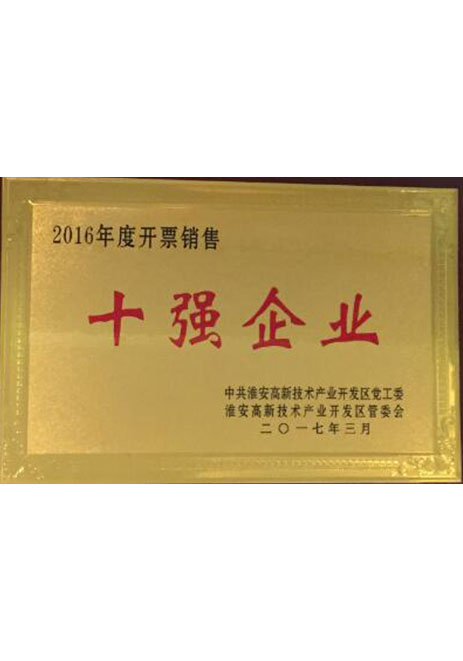 2016年度开票销售
十强企业
中共淮安高新技术产业开发区党工委
淮安高新技术产业开发区管委会
二〇一七年三月